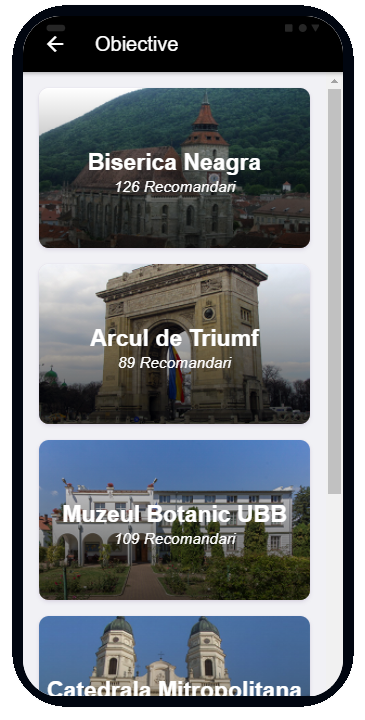 Obiective
Biserica Neagra
126 Recomandari
Arcul de Triumf
89 Recomandari
Muzeul Botanic UBB
109 Recomandari
Catedrala Mitropolitana